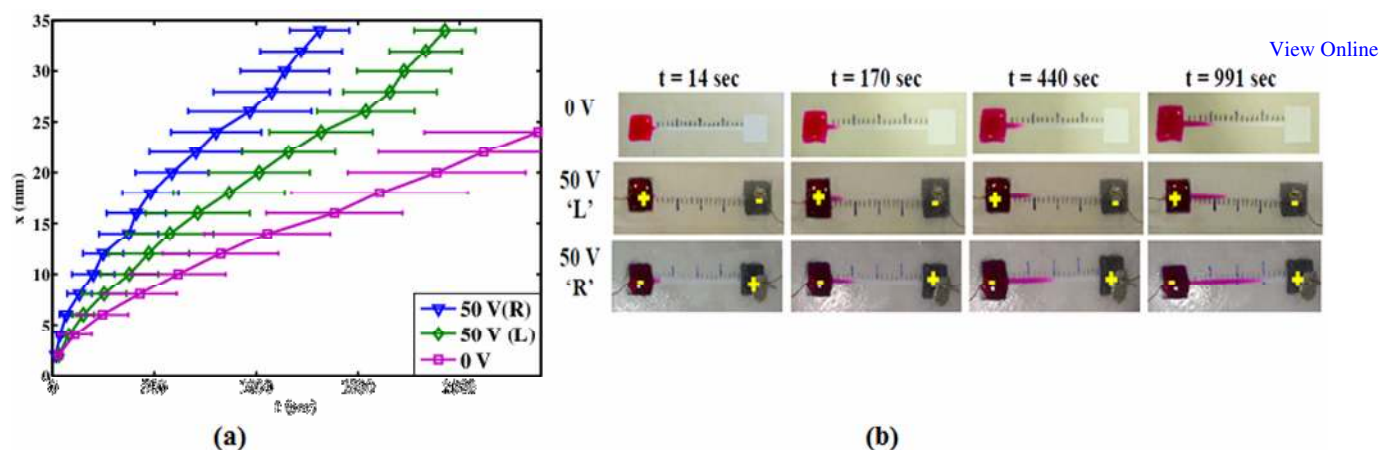 View Online
35
30
25
20
15
10
5
0
x (mm)
50 V(R)
50 V (L)
0 V
(a)
t = 14 sec t = 170 sec t = 440 sec t = 991 sec
0 V
50 V
'L'
50 V
'R'
+ - + - + - + -
- + - + - + - +
(b)